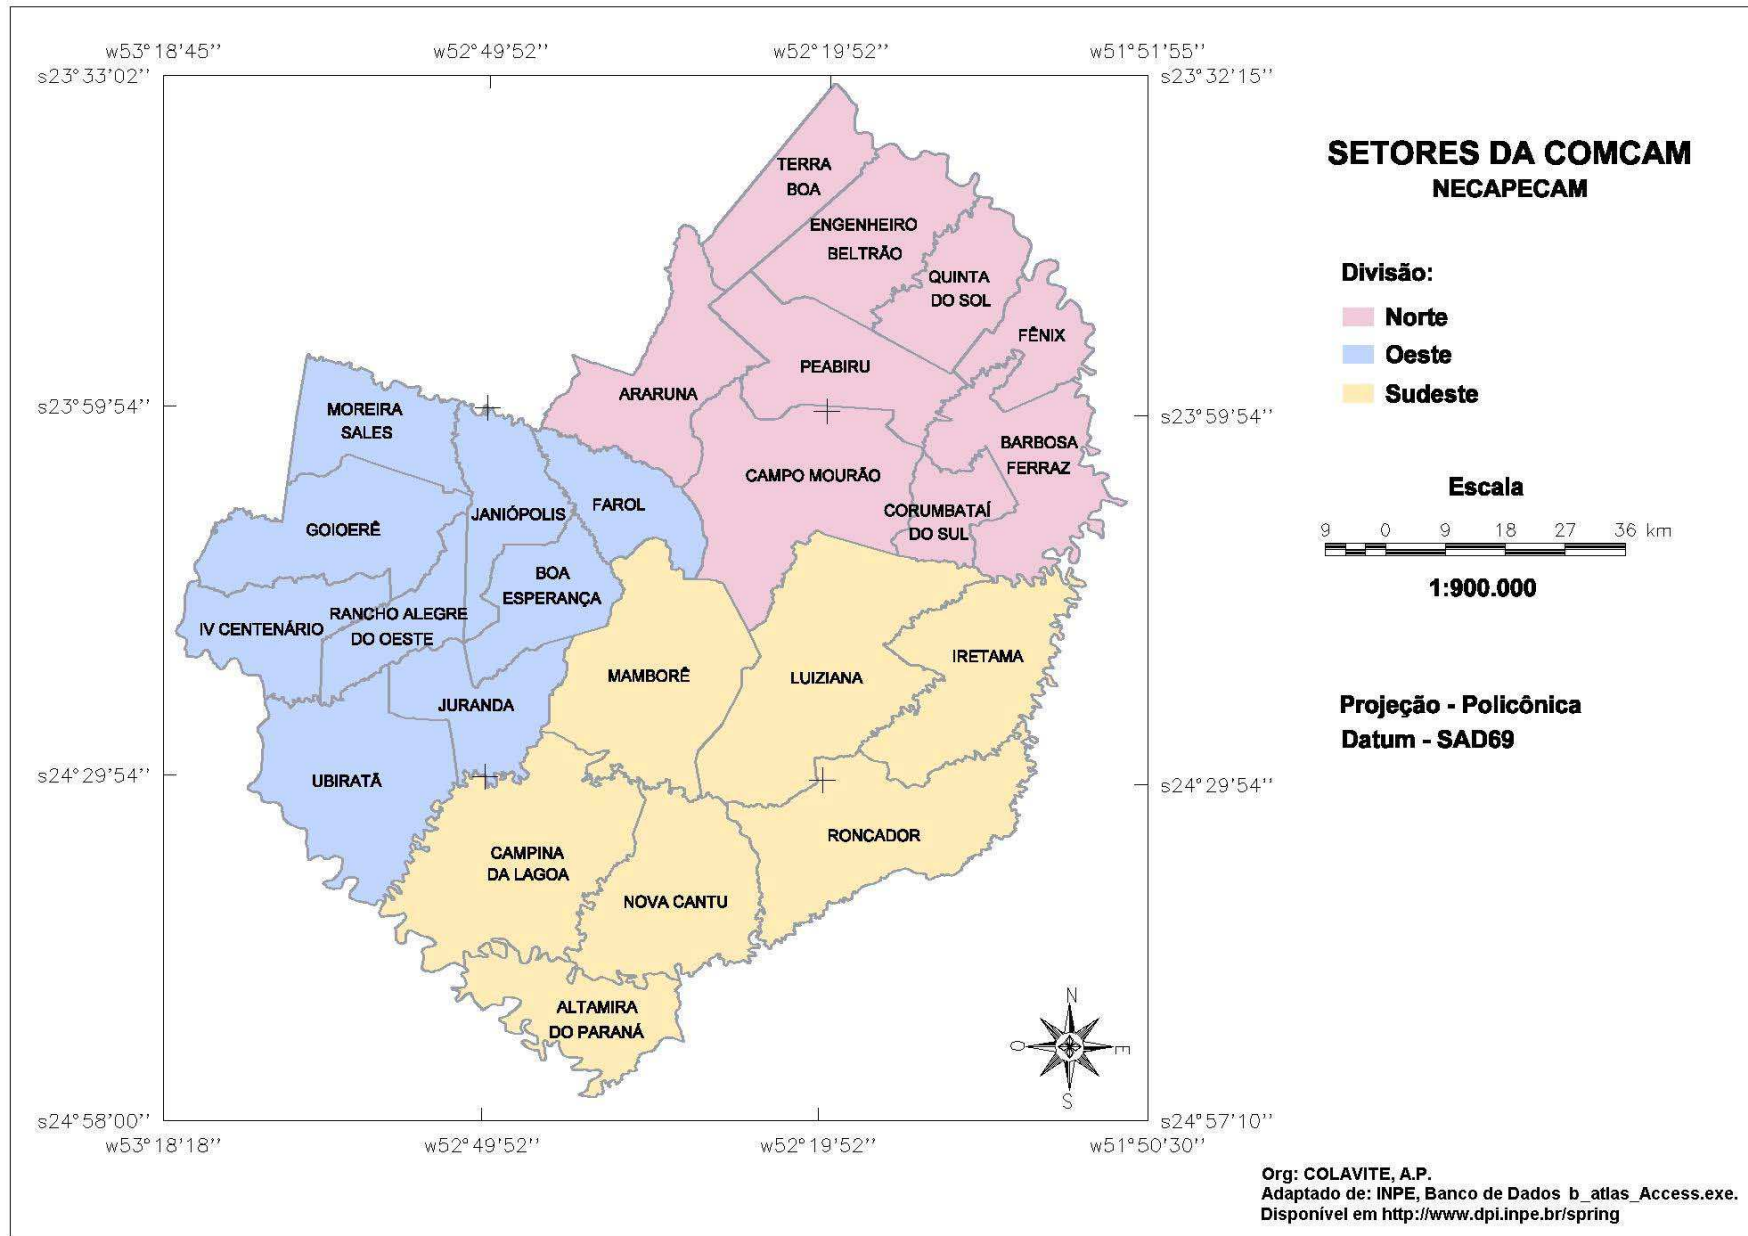 w53°18'45''
w52°49'52''
w52°19'52''
w51°51'55''
s23°33'02''
s23°32'15''
SETORES DA COMCAM
NECAPECAM
TERRA
BOA
ENGENHEIRO
BELTRÃO
QUINTA
DO SOL
Divisão:
Norte
Oeste
Sudeste
FÊNIX
PEABIRU
ARARUNA
s23°59'54''
s23°59'54''
MOREIRA
SALES
BARBOSA
FERRAZ
CAMPO MOURÃO
FAROL
JANIÓPOLIS
GOIOERÊ
CORUMBATAÍ
DO SUL
Escala
9 0 9 18 27 36 km
1:900.000
BOA
ESPERANÇA
RANCHO ALEGRE
DO OESTE
IV CENTENÁRIO
MAMBORÊ
LUIZIANA
IRETAMA
JURANDA
Projeção - Policônica
Datum - SAD69
s24°29'54''
s24°29'54''
UBIRATÃ
RONCADOR
CAMPINA
DA LAGOA
NOVA CANTU
ALTAMIRA
DO PARANÁ
N
O
E
S
s24°58'00''
s24°57'10''
w53°18'18''
w52°49'52''
w52°19'52''
w51°50'30''
Org: COLAVITE, A.P.
Adaptado de: INPE, Banco de Dados b_atlas_Access.exe.
Disponível em http://www.dpi.inpe.br/spring